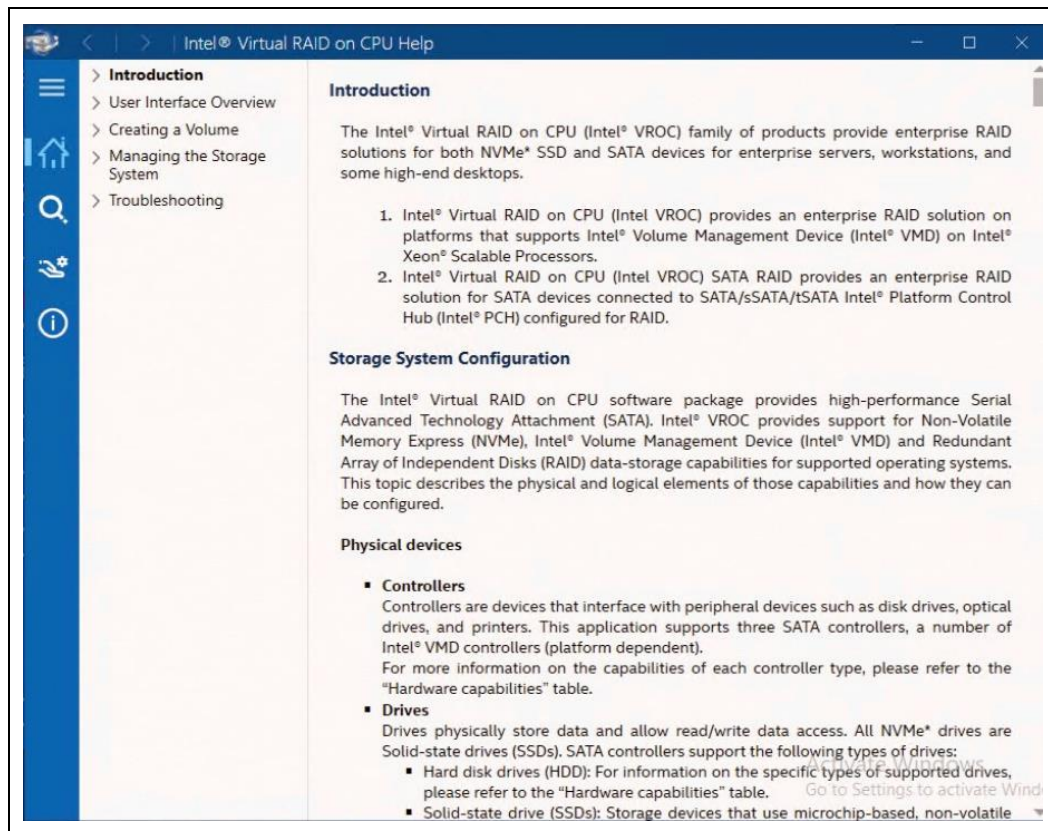 Intel® Virtual RAID on CPU Help
Introduction
User Interface Overview
Creating a Volume
Managing the Storage
System
Troubleshooting
Introduction
The Intel® Virtual RAID on CPU (Intel® VROC) family of products provide enterprise RAID
solutions for both NVMe* SSD and SATA devices for enterprise servers, workstations, and
some high-end desktops.
1. Intel® Virtual RAID on CPU (Intel VROC) provides an enterprise RAID solution on
platforms that supports Intel® Volume Management Device (Intel® VMD) on Intel®
Xeon® Scalable Processors.
2. Intel® Virtual RAID on CPU (Intel VROC) SATA RAID provides an enterprise RAID
solution for SATA devices connected to SATA/sSATA/tSATA Intel® Platform Control
Hub (Intel® PCH) configured for RAID.
Storage System Configuration
The Intel® Virtual RAID on CPU software package provides high-performance Serial
Advanced Technology Attachment (SATA). Intel® VROC provides support for Non-Volatile
Memory Express (NVMe), Intel® Volume Management Device (Intel® VMD) and Redundant
Array of Independent Disks (RAID) data-storage capabilities for supported operating systems.
This topic describes the physical and logical elements of those capabilities and how they can
be configured.
Physical devices
▪ Controllers
Controllers are devices that interface with peripheral devices such as disk drives, optical
drives, and printers. This application supports three SATA controllers, a number of
Intel® VMD controllers (platform dependent).
For more information on the capabilities of each controller type, please refer to the
“Hardware capabilities” table.
▪ Drives
Drives physically store data and allow read/write data access. All NVMe* drives are
Solid-state drives (SSDs). SATA controllers support the following types of drives:
▪ Hard disk drives (HDD): For information on the specific types of supported drives,
please refer to the “Hardware capabilities” table.
▪ Solid-state drive (SSDs): Storage devices that use microchip-based, non-volatile
Activate Windows
Go to Settings to activate Wind